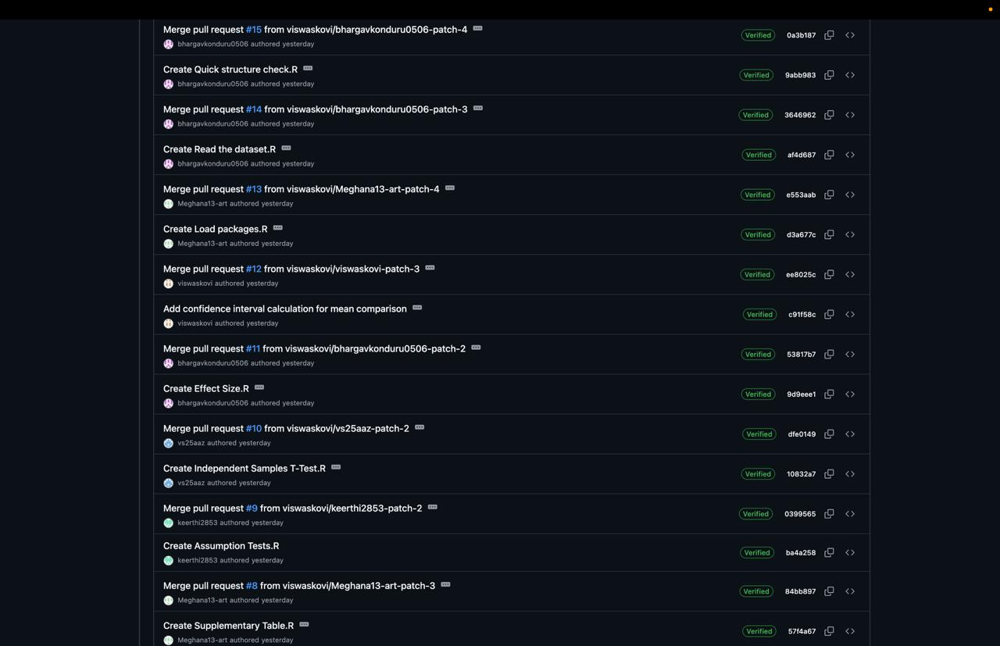 Merge pull request #15 from viswaskovi/bhargavkonduru0506-patch-4
bhargavkonduru0506 authored yesterday
Verified 0a3b187
Create Quick structure check.R
bhargavkonduru0506 authored yesterday
Verified 9abb983
Merge pull request #14 from viswaskovi/bhargavkonduru0506-patch-3
bhargavkonduru0506 authored yesterday
Verified 3646962
Create Read the dataset.R
bhargavkonduru0506 authored yesterday
Verified af4d687
Merge pull request #13 from viswaskovi/Meghana13-art-patch-4
Meghana13-art authored yesterday
Verified e553aab
Create Load packages.R
Meghana13-art authored yesterday
Verified d3a677c
Merge pull request #12 from viswaskovi/viswaskovi-patch-3
viswaskovi authored yesterday
Verified ee8025c
Add confidence interval calculation for mean comparison
viswaskovi authored yesterday
Verified c91f58c
Merge pull request #11 from viswaskovi/bhargavkonduru0506-patch-2
bhargavkonduru0506 authored yesterday
Verified 53817b7
Create Effect Size.R
bhargavkonduru0506 authored yesterday
Verified 9d9eee1
Merge pull request #10 from viswaskovi/vs25aaz-patch-2
vs25aaz authored yesterday
Verified dfe0149
Create Independent Samples T-Test.R
vs25aaz authored yesterday
Verified 10832a7
Merge pull request #9 from viswaskovi/keerthi2853-patch-2
keerthi2853 authored yesterday
Verified 0399565
Create Assumption Tests.R
keerthi2853 authored yesterday
Verified ba4a258
Merge pull request #8 from viswaskovi/Meghana13-art-patch-3
Meghana13-art authored yesterday
Verified 84bb897
Create Supplementary Table.R
Meghana13-art authored yesterday
Verified 57f4a67